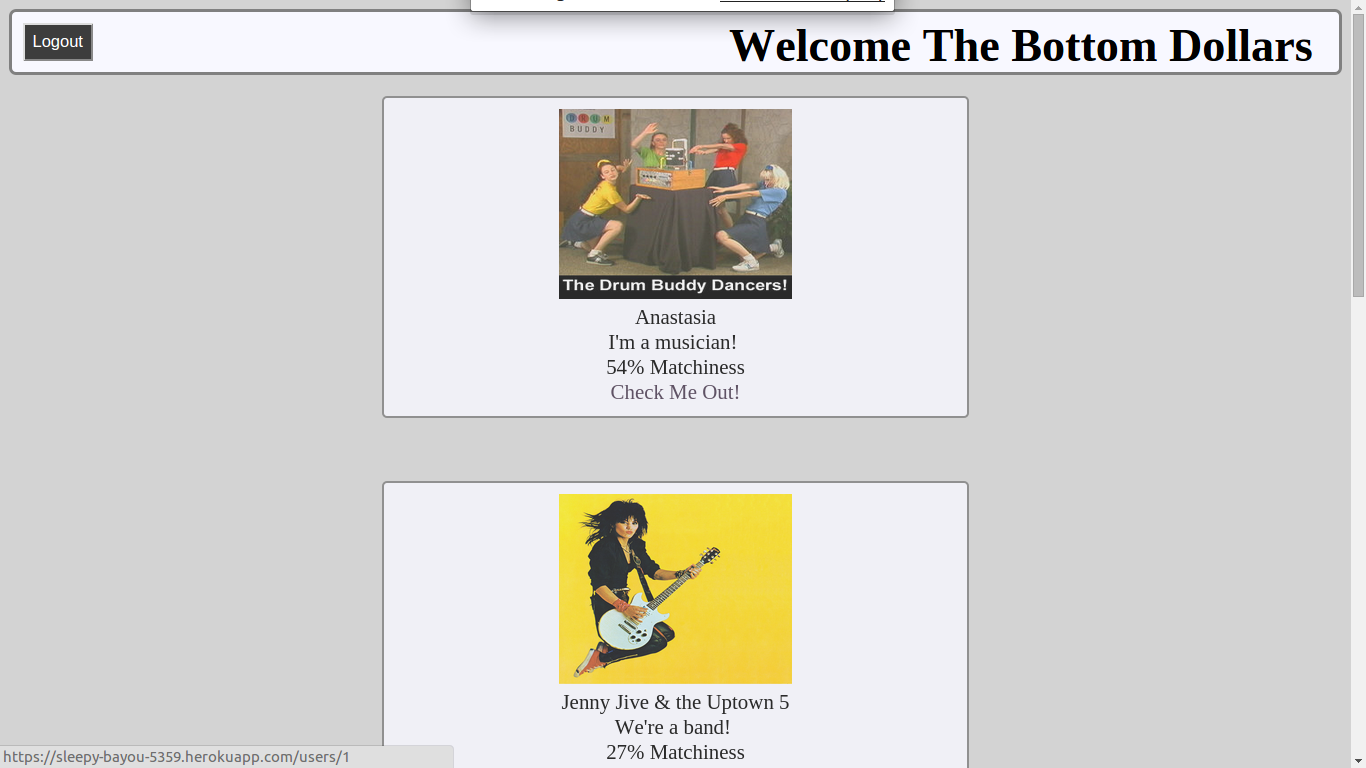 Logout
Welcome The Bottom Dollars
DRUM
BUDDY
The Drum Buddy Dancers!
Anastasia
I'm a musician!
54% Matchiness
Check Me Out!
Jenny Jive & the Uptown 5
We're a band!
27% Matchiness
https://sleepy-bayou-5359.herokuapp.com/users/1